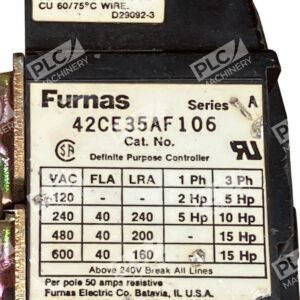 CU 60/75°C WIRE.
D29092-3
Furnas Series A
42CE35AF106
Cat. No.
SA
Definite Purpose Controller
VAC FLA LRA 1 Ph 3 Ph
120 - - 2 Hp 5 Hp
240 40 240 5 Hp 10 Hp
480 40 200 - 15 Hp
600 40 160 - 15 Hp
Above 240V Break All Lines
Per pole 50 amps resistive
Furnas Electric Co. Batavia, IL U.S.A.
PLC MACHINERY